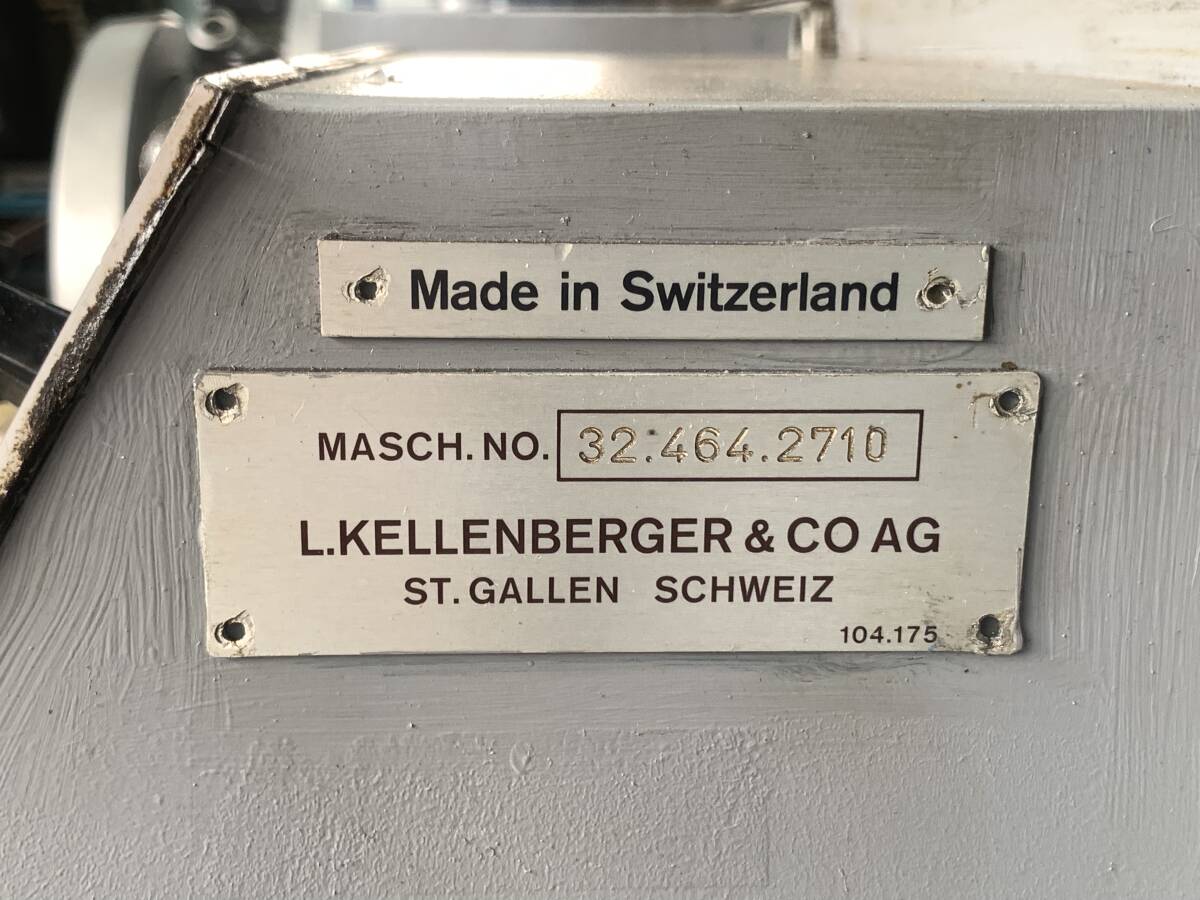 Made in Switzerland
MASCH. NO. 32.464.2710
L.KELLENBERGER & CO AG
ST. GALLEN SCHWEIZ
104.175